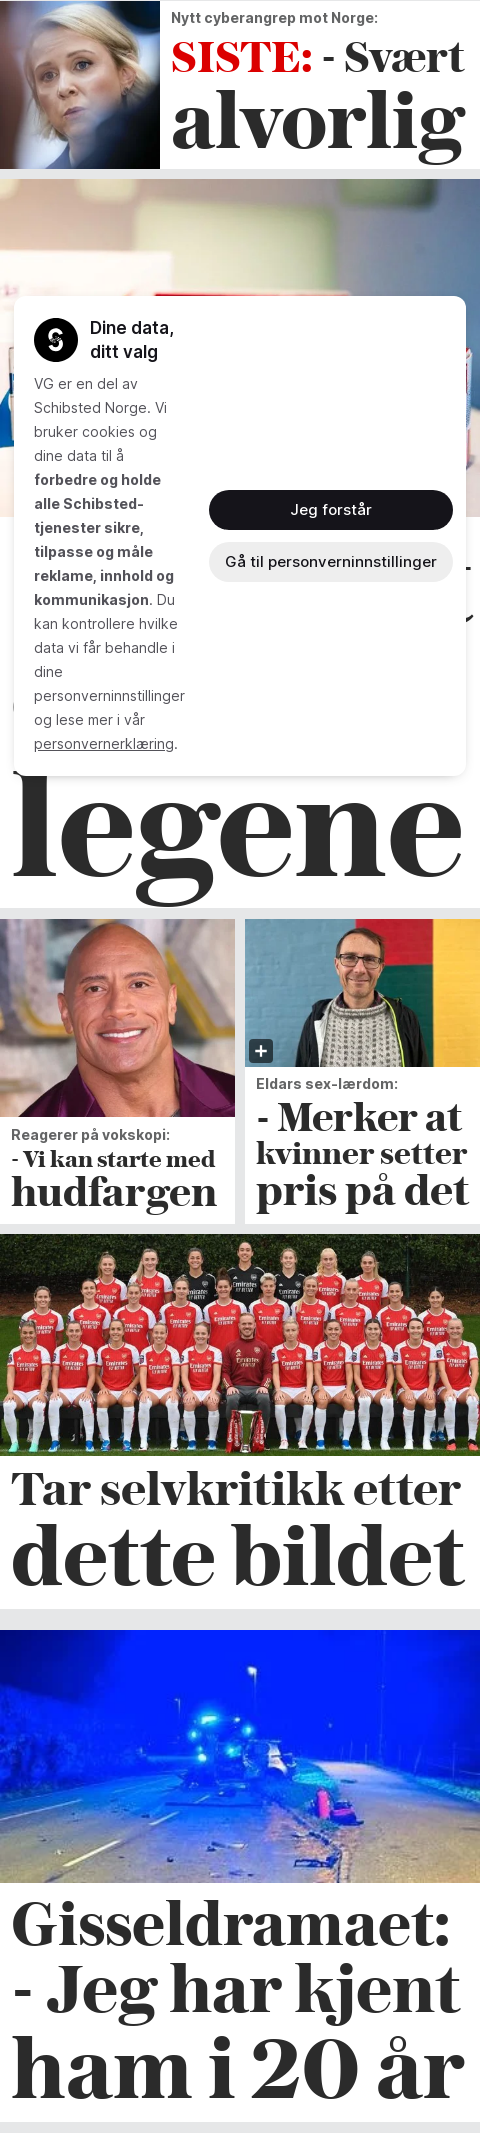 Nytt cyberangrep mot Norge:
SISTE: - Svært
alvorlig
Dine data,
ditt valg
VG er en del av
Schibsted Norge. Vi
bruker cookies og
dine data til å
forbedre og holde
alle Schibsted-
tjenester sikre,
tilpasse og måle
reklame, innhold og
kommunikasjon. Du
kan kontrollere hvilke
data vi får behandle i
dine
personverninnstillinger
og lese mer i vår
personvernerklæring.
Jeg forstår
Gå til personverninnstillinger
legene
Reagerer på vokskopi:
- Vi kan starte med
hudfargen
Eldars sex-lærdom:
- Merker at
kvinner setter
pris på det
Tar selvkritikk etter
dette bildet
Gisseldramaet:
- Jeg har kjent
ham i 20 år